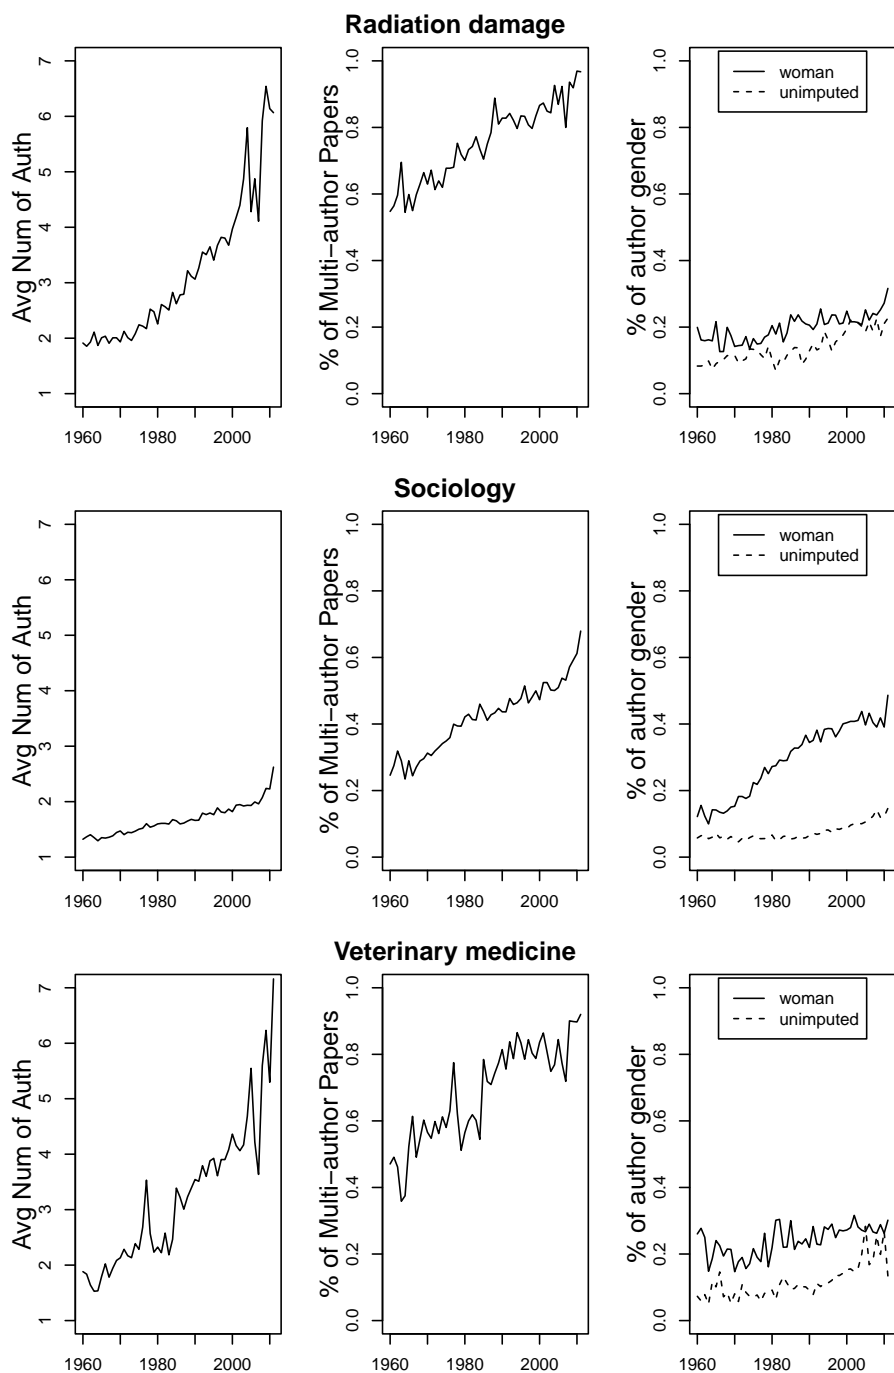 Radiation damage
Avg Num of Auth
1 2 3 4 5 6 7
1960 1980 2000
% of Multi−author Papers
0.0 0.2 0.4 0.6 0.8 1.0
1960 1980 2000
% of author gender
0.0 0.2 0.4 0.6 0.8 1.0
1960 1980 2000
woman
unimputed
Sociology
Avg Num of Auth
1 2 3 4 5 6 7
1960 1980 2000
% of Multi−author Papers
0.0 0.2 0.4 0.6 0.8 1.0
1960 1980 2000
% of author gender
0.0 0.2 0.4 0.6 0.8 1.0
1960 1980 2000
woman
unimputed
Veterinary medicine
Avg Num of Auth
1 2 3 4 5 6 7
1960 1980 2000
% of Multi−author Papers
0.0 0.2 0.4 0.6 0.8 1.0
1960 1980 2000
% of author gender
0.0 0.2 0.4 0.6 0.8 1.0
1960 1980 2000
woman
unimputed